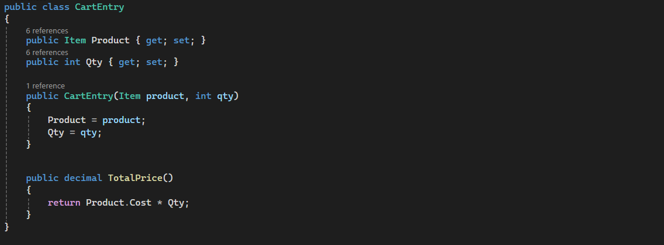 public class CartEntry
{
6 references
public Item Product { get; set; }
6 references
public int Qty { get; set; }
1 reference
public CartEntry(Item product, int qty)
{
Product = product;
Qty = qty;
}
public decimal TotalPrice()
{
return Product.Cost * Qty;
}
}